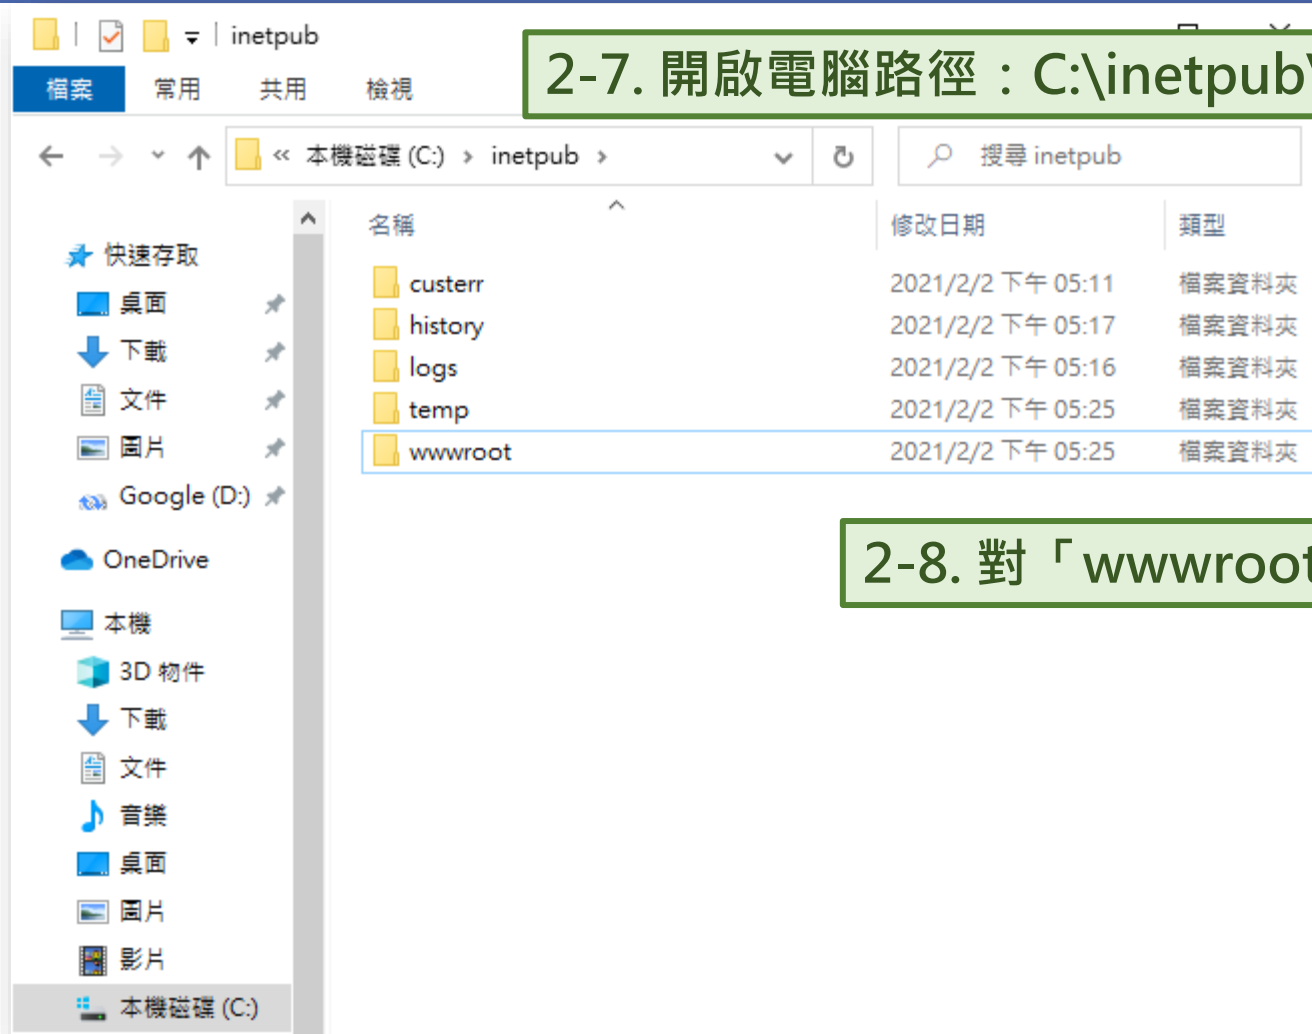 inetpub
2-7. 開啟電腦路徑：C:\inetpub\
檔案 常用 共用 檢視
« 本機磁碟 (C:) › inetpub ›
搜尋 inetpub
名稱 修改日期 類型
快速存取
桌面
下載
文件
圖片
Google (D:)
OneDrive
本機
3D 物件
下載
文件
音樂
桌面
圖片
影片
本機磁碟 (C:)
custerr 2021/2/2 下午 05:11 檔案資料夾
history 2021/2/2 下午 05:17 檔案資料夾
logs 2021/2/2 下午 05:16 檔案資料夾
temp 2021/2/2 下午 05:25 檔案資料夾
wwwroot 2021/2/2 下午 05:25 檔案資料夾
2-8. 對「wwwroot